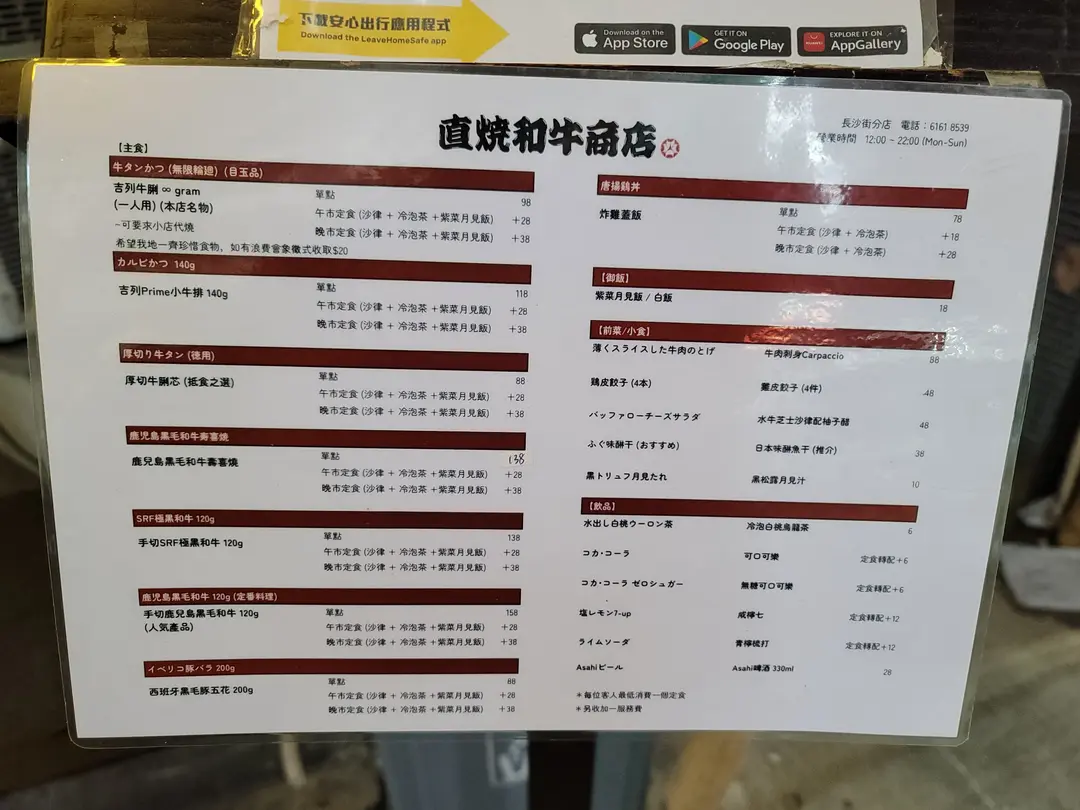 下載安心出行應用程式
Download the LeaveHomeSafe app
Download on the
App Store
GET IT ON
Google Play
EXPLORE IT ON
AppGallery
直燒和牛商店
長沙街分店 電話：6161 8539
營業時間 12:00 ~ 22:00 (Mon-Sun)
【主食】
牛タンかつ (無限輪迴) (目玉品)
吉列牛脷 ∞ gram
(一人用) (本店名物)
~可要求小店代燒
希望我地一齊珍惜食物，如有浪費會象徵式收取$20
單點 98
午市定食 (沙律 + 冷泡茶 +紫菜月見飯) +28
晚市定食 (沙律 + 冷泡茶 +紫菜月見飯) +38
カルビかつ 140g
吉列Prime小牛排 140g
單點 118
午市定食 (沙律 + 冷泡茶 +紫菜月見飯) +28
晚市定食 (沙律 + 冷泡茶 +紫菜月見飯) +38
厚切り牛タン (徳用)
厚切牛脷芯 (抵食之選)
單點 88
午市定食 (沙律 + 冷泡茶 +紫菜月見飯) +28
晚市定食 (沙律 + 冷泡茶 +紫菜月見飯) +38
鹿児島黒毛和牛寿喜燒
鹿兒島黑毛和牛壽喜燒
單點 138
午市定食 (沙律 + 冷泡茶 +紫菜月見飯) +28
晚市定食 (沙律 + 冷泡茶 +紫菜月見飯) +38
SRF極黒和牛 120g
手切SRF極黑和牛 120g
單點 138
午市定食 (沙律 + 冷泡茶 +紫菜月見飯) +28
晚市定食 (沙律 + 冷泡茶 +紫菜月見飯) +38
鹿児島黒毛和牛 120g (定番料理)
手切鹿兒島黑毛和牛 120g
(人気產品)
單點 158
午市定食 (沙律 + 冷泡茶 +紫菜月見飯) +28
晚市定食 (沙律 + 冷泡茶 +紫菜月見飯) +38
イベリコ豚バラ 200g
西班牙黑毛豚五花 200g
單點 88
午市定食 (沙律 + 冷泡茶 +紫菜月見飯) +28
晚市定食 (沙律 + 冷泡茶 +紫菜月見飯) +38
唐揚鶏丼
炸雞蓋飯
單點 78
午市定食 (沙律 + 冷泡茶) +18
晚市定食 (沙律 + 冷泡茶) +28
【御飯】
紫菜月見飯 / 白飯 18
【前菜/小食】
薄くスライスした牛肉のとげ 牛肉刺身Carpaccio 88
鶏皮餃子 (4本) 雞皮餃子 (4件) 48
バッファローチーズサラダ 水牛芝士沙律配柚子醋 48
ふぐ味醂干 (おすすめ) 日本味醂魚干 (推介) 38
黒トリュフ月見たれ 黑松露月見汁 10
【飲品】
水出し白桃ウーロン茶 冷泡白桃烏龍茶 6
コカ・コーラ 可口可樂 定食轉配+6
コカ・コーラ ゼロシュガー 無糖可口可樂 定食轉配+6
塩レモン7-up 咸檸七 定食轉配+12
ライムソーダ 青檸梳打 定食轉配+12
Asahiビール Asahi啤酒 330ml 28
＊每位客人最低消費一個定食
＊另收加一服務費